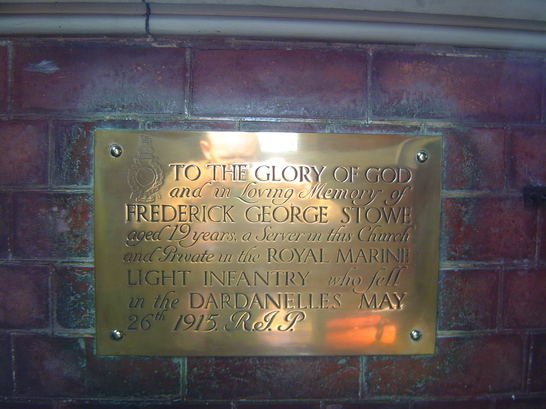 TO THE GLORY OF GOD
and in Loving Memory of
FREDERICK GEORGE STOWE
aged 19 years, a Server in this Church
and Private in the ROYAL MARINE
LIGHT INFANTRY who fell
in the DARDANELLES MAY
26th 1915. R.I.P.